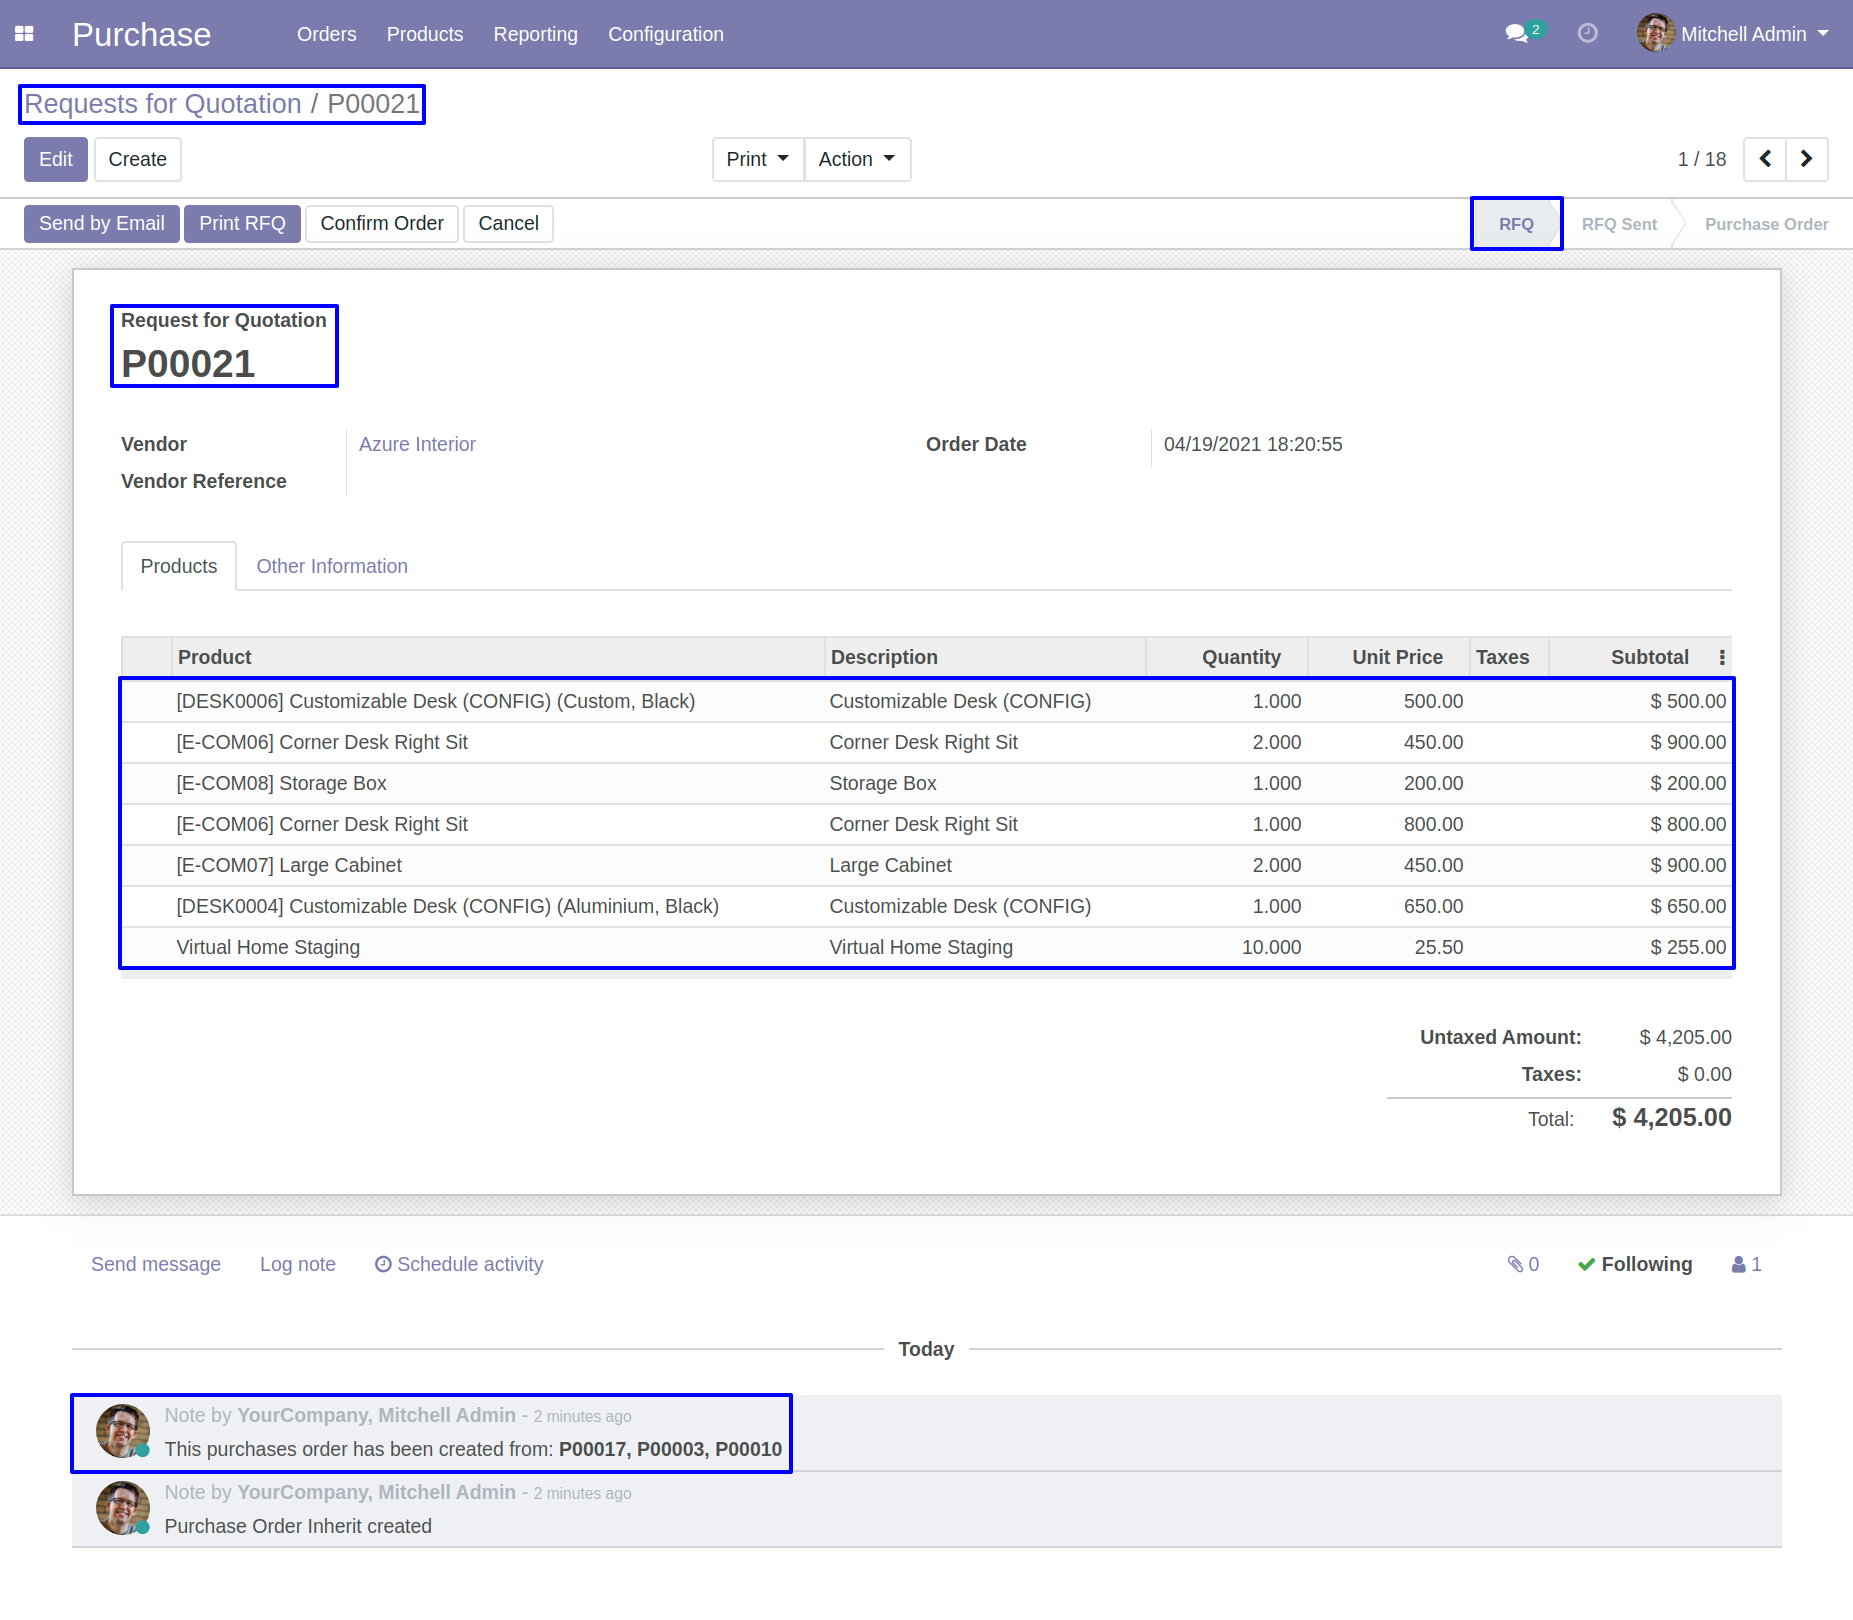 Purchase Orders Products Reporting Configuration 2 Mitchell Admin
Requests for Quotation / P00021
Edit Create Print Action 1 / 18
Send by Email Print RFQ Confirm Order Cancel RFQ RFQ Sent Purchase Order
Request for Quotation
P00021
Vendor Azure Interior Order Date 04/19/2021 18:20:55
Vendor Reference
Products Other Information
Product Description Quantity Unit Price Taxes Subtotal
[DESK0006] Customizable Desk (CONFIG) (Custom, Black) Customizable Desk (CONFIG) 1.000 500.00 $ 500.00
[E-COM06] Corner Desk Right Sit Corner Desk Right Sit 2.000 450.00 $ 900.00
[E-COM08] Storage Box Storage Box 1.000 200.00 $ 200.00
[E-COM06] Corner Desk Right Sit Corner Desk Right Sit 1.000 800.00 $ 800.00
[E-COM07] Large Cabinet Large Cabinet 2.000 450.00 $ 900.00
[DESK0004] Customizable Desk (CONFIG) (Aluminium, Black) Customizable Desk (CONFIG) 1.000 650.00 $ 650.00
Virtual Home Staging Virtual Home Staging 10.000 25.50 $ 255.00
Untaxed Amount: $ 4,205.00
Taxes: $ 0.00
Total: $ 4,205.00
Send message Log note Schedule activity 0 Following 1
Today
Note by YourCompany, Mitchell Admin - 2 minutes ago
This purchases order has been created from: P00017, P00003, P00010
Note by YourCompany, Mitchell Admin - 2 minutes ago
Purchase Order Inherit created